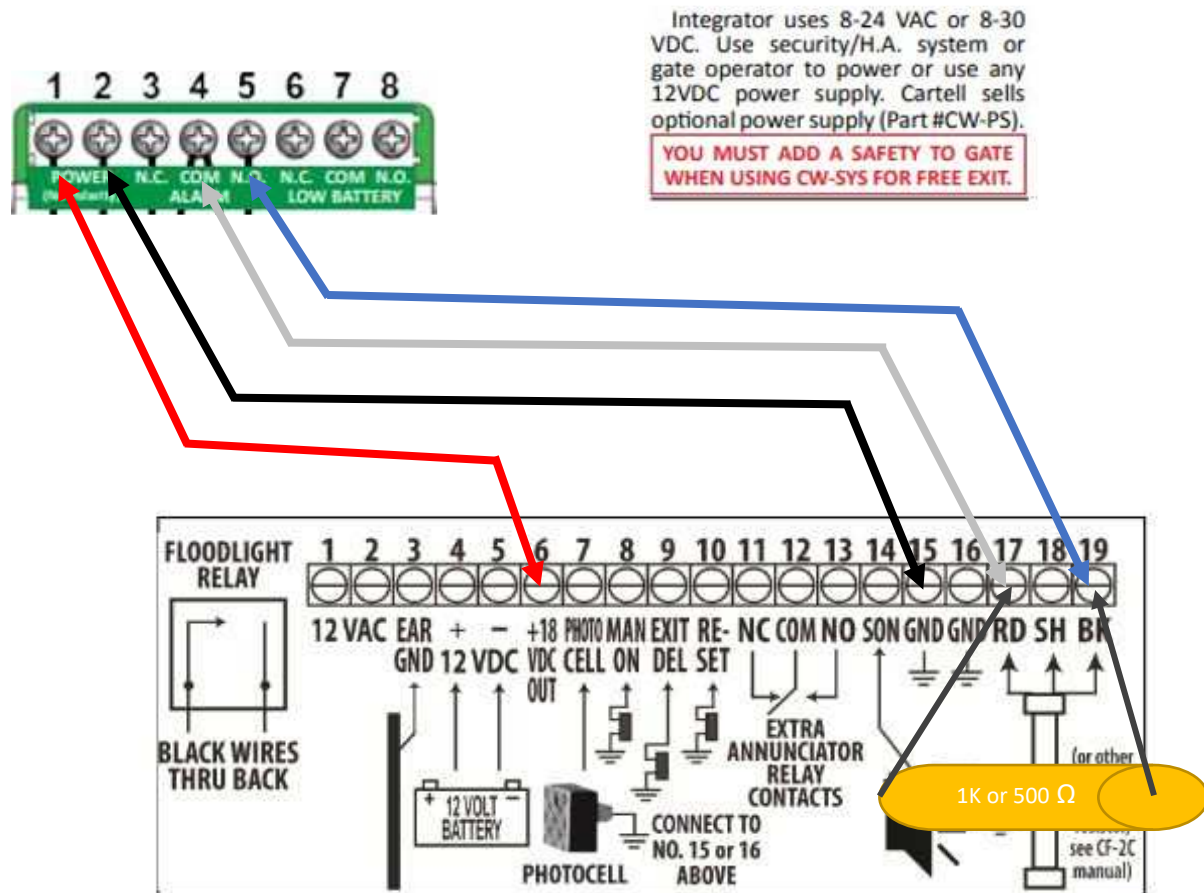 Integrator uses 8-24 VAC or 8-30
VDC. Use security/H.A. system or
gate operator to power or use any
12VDC power supply. Cartell sells
optional power supply (Part #CW-PS).
YOU MUST ADD A SAFETY TO GATE
WHEN USING CW-SYS FOR FREE EXIT.
1 2 3 4 5 6 7 8
POWER N.C. COM N.O. N.C. COM N.O.
ALARM LOW BATTERY
FLOODLIGHT
RELAY
BLACK WIRES
THRU BACK
1 2 3 4 5 6 7 8 9 10 11 12 13 14 15 16 17 18 19
12 VAC EAR + − +18 PHOTO MAN EXIT RE- NC COM NO SON GND GND RD SH BK
GND 12 VDC VDC CELL ON DEL SET
OUT
EXTRA
ANNUNCIATOR
RELAY
CONTACTS
+ −
12 VOLT
BATTERY
PHOTOCELL
CONNECT TO
NO. 15 or 16
ABOVE
1K or 500 Ω
(or other
see CF-2C
manual)